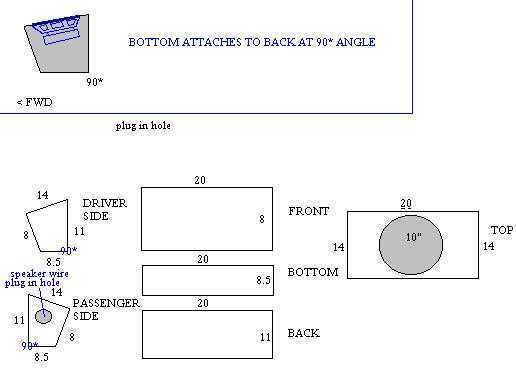 BOTTOM ATTACHES TO BACK AT 90* ANGLE
90*
< FWD
plug in hole
14
DRIVER
SIDE
8
11
90*
8.5
20
8
FRONT
20
8.5
BOTTOM
20
11
BACK
20
10"
14
14
TOP
speaker wire
plug in hole
14
PASSENGER
SIDE
11
8
90*
8.5